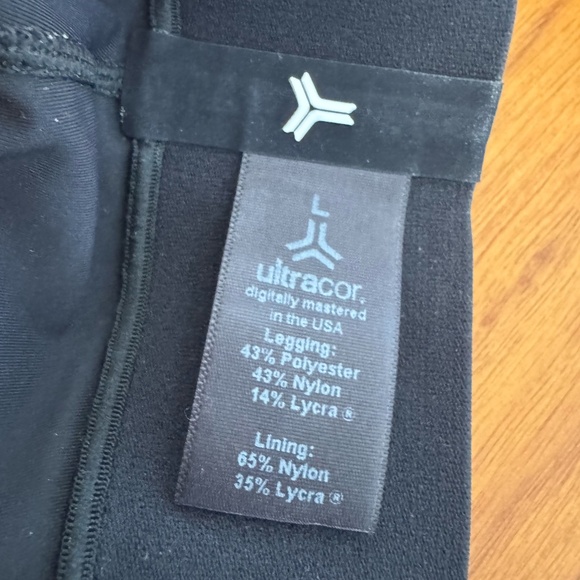 L
ultracor®
digitally mastered
in the USA
Legging:
43% Polyester
43% Nylon
14% Lycra ®
Lining:
65% Nylon
35% Lycra ®